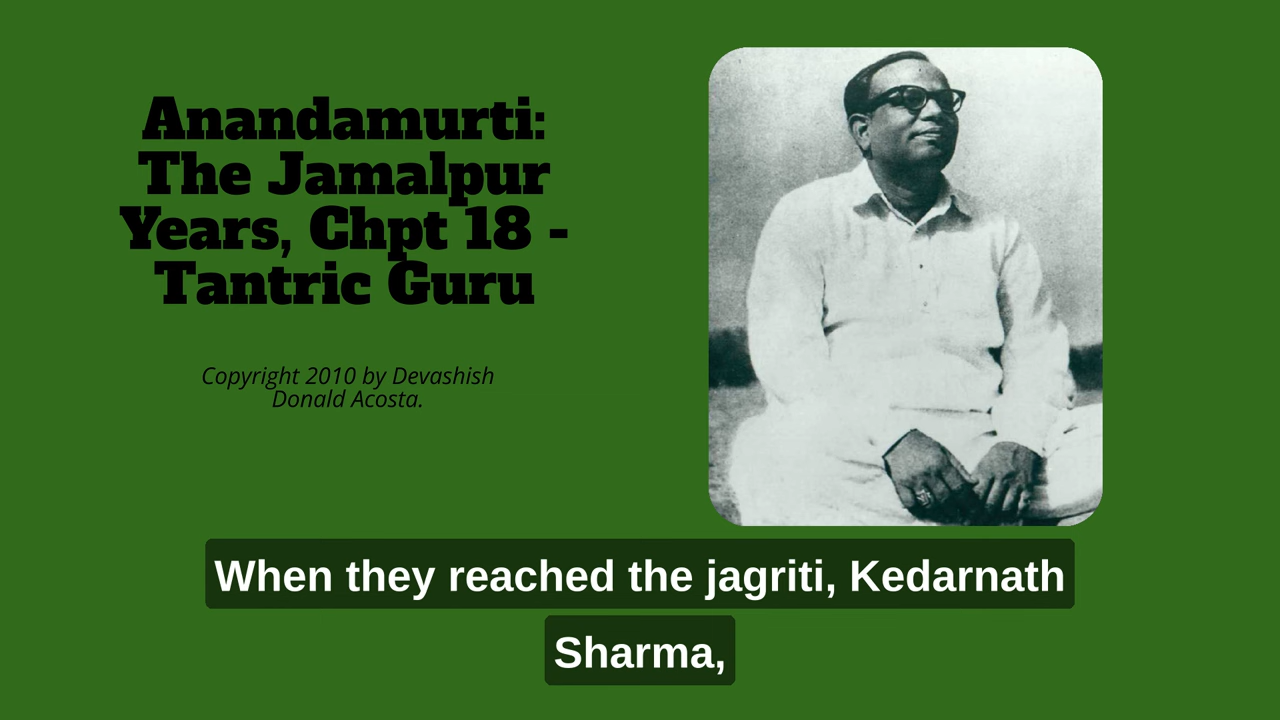 Anandamurti:
The Jamalpur
Years, Chpt 18 -
Tantric Guru
Copyright 2010 by Devashish
Donald Acosta.
When they reached the jagriti, Kedarnath
Sharma,